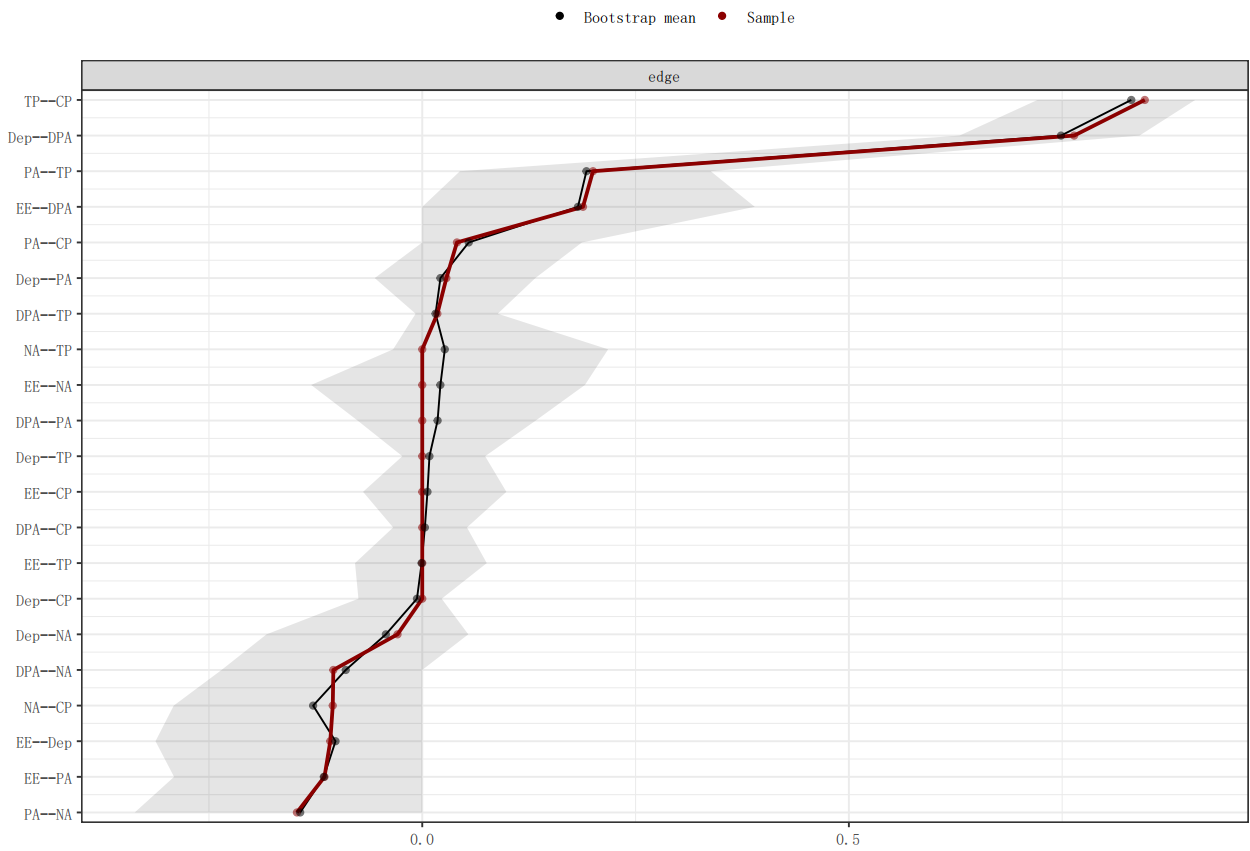 Bootstrap mean Sample
edge
TP--CP
Dep--DPA
PA--TP
EE--DPA
PA--CP
Dep--PA
DPA--TP
NA--TP
EE--NA
DPA--PA
Dep--TP
EE--CP
DPA--CP
EE--TP
Dep--CP
Dep--NA
DPA--NA
NA--CP
EE--Dep
EE--PA
PA--NA
0.0 0.5